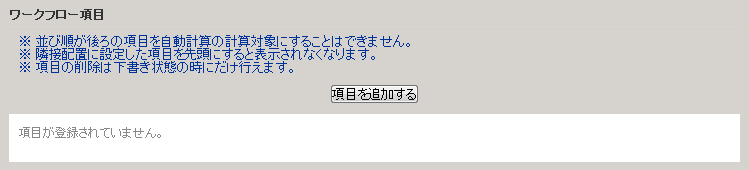 ワークフロー項目
※ 並び順が後ろの項目を自動計算の計算対象にすることはできません。
※ 隣接配置に設定した項目を先頭にすると表示されなくなります。
※ 項目の削除は下書き状態の時にだけ行えます。
項目を追加する
項目が登録されていません。